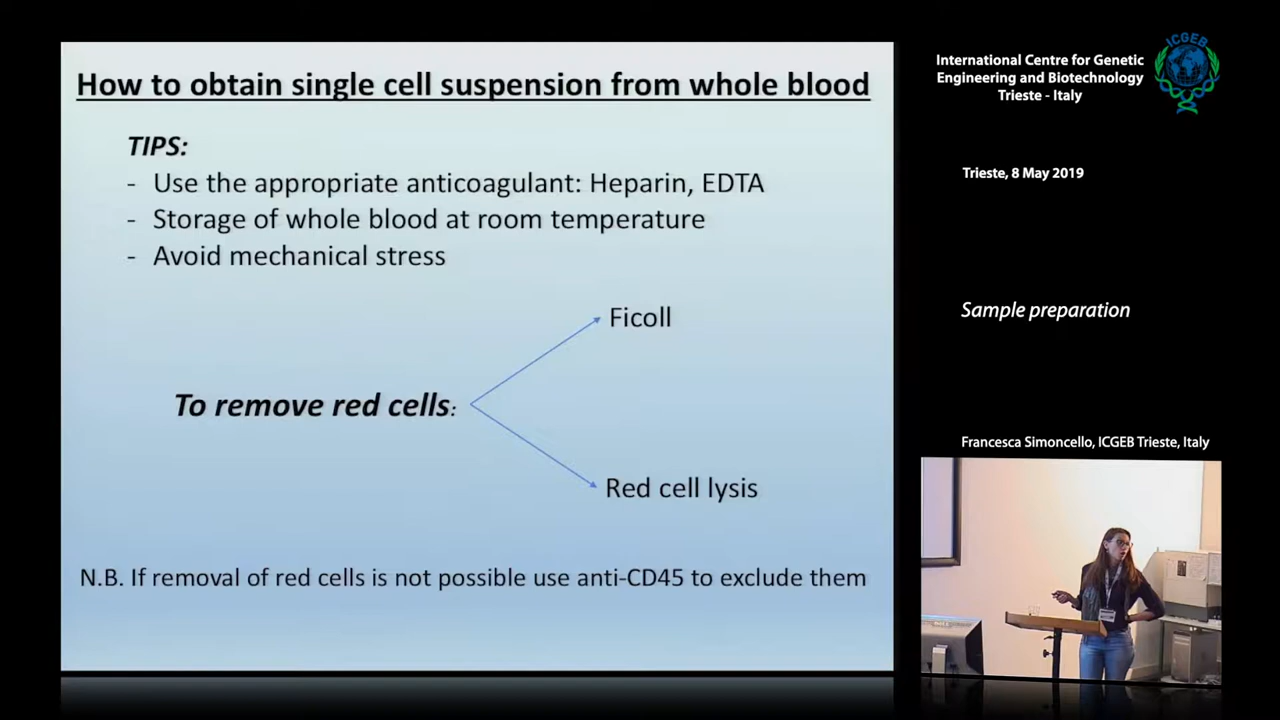 How to obtain single cell suspension from whole blood
TIPS:
- Use the appropriate anticoagulant: Heparin, EDTA
- Storage of whole blood at room temperature
- Avoid mechanical stress
Ficoll
To remove red cells:
Red cell lysis
N.B. If removal of red cells is not possible use anti-CD45 to exclude them
International Centre for Genetic
Engineering and Biotechnology
Trieste - Italy
ICGEB
Trieste, 8 May 2019
Sample preparation
Francesca Simoncello, ICGEB Trieste, Italy